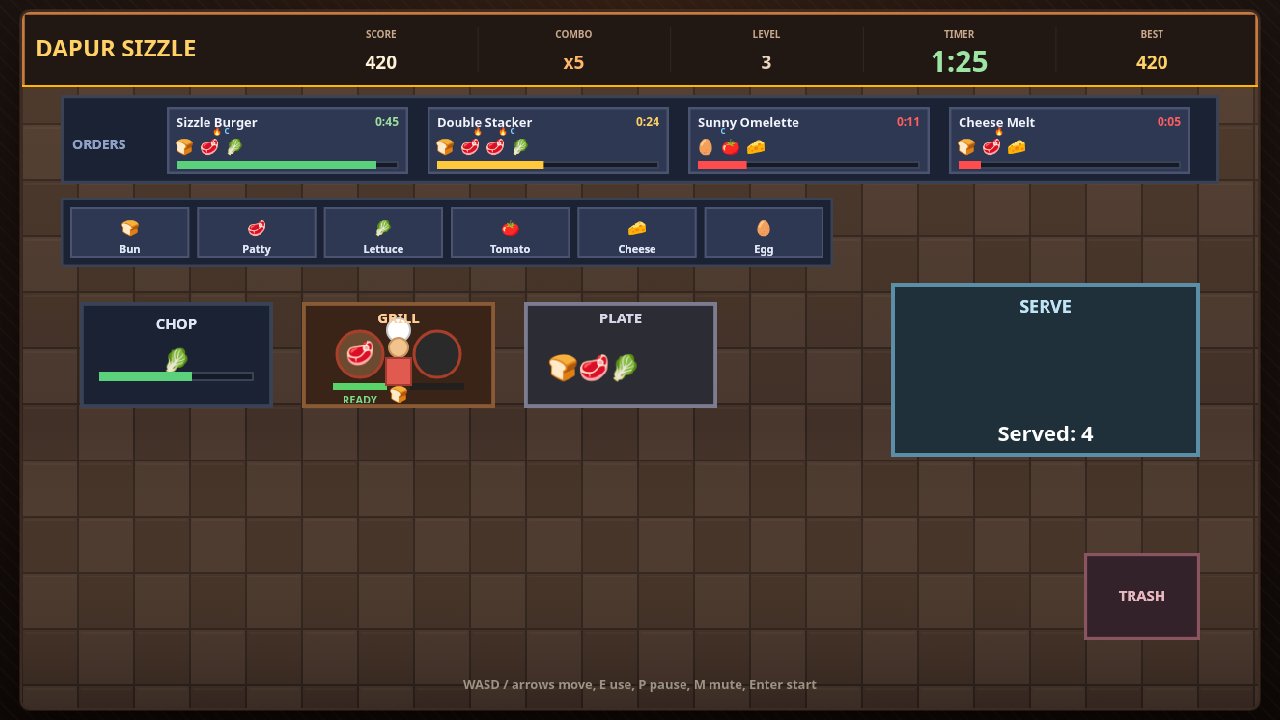 DAPUR SIZZLE
SCORE
420
COMBO
x5
LEVEL
3
TIMER
1:25
BEST
420
ORDERS
Sizzle Burger 0:45
C
Double Stacker 0:24
C
Sunny Omelette 0:11
C
Cheese Melt 0:05
Bun
Patty
Lettuce
Tomato
Cheese
Egg
CHOP
GRILL
READY
PLATE
SERVE
Served: 4
TRASH
WASD / arrows move, E use, P pause, M mute, Enter start